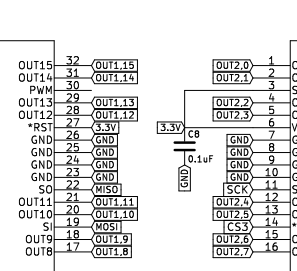 OUT15 32 OUT1,15 OUT2,0 1 O
OUT14 31 OUT1,14 OUT2,1 2 O
PWM 30 3 S
OUT13 29 OUT1,13 OUT2,2 4 O
OUT12 28 OUT1,12 OUT2,3 5 O
*RST 27 3.3V 3.3V 6 V
GND 26 GND C8 GND 7
GND 25 GND GND 8
GND 24 GND 0.1uF GND 9
GND 23 GND GND GND 10
SO 22 MISO SCK 11 S
OUT11 21 OUT1,11 OUT2,4 12 O
OUT10 20 OUT1,10 OUT2,5 13 O
SI 19 MOSI CS3 14 *
OUT9 18 OUT1,9 OUT2,6 15 O
OUT8 17 OUT1,8 OUT2,7 16 O